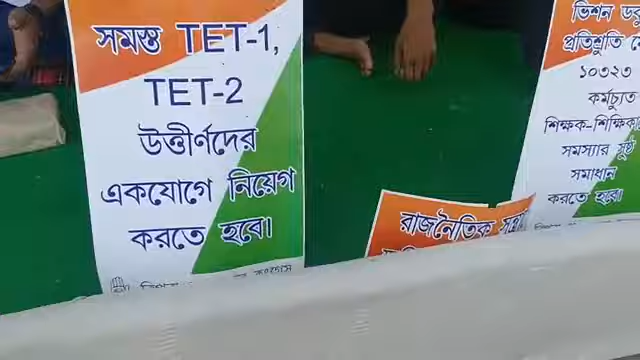 সমস্ত TET-1,
TET-2
উত্তীর্ণদের
একযোগে নিয়েগ
করতে হবে।
ভিশন
প্রতিশ্রুতি
১০৩২৩
কর্মচ্যুত
শিক্ষক-শিক্ষিকা
সমস্যার সুষ্ঠ
সমাধান
করতে হবে।
রাজনৈতিক